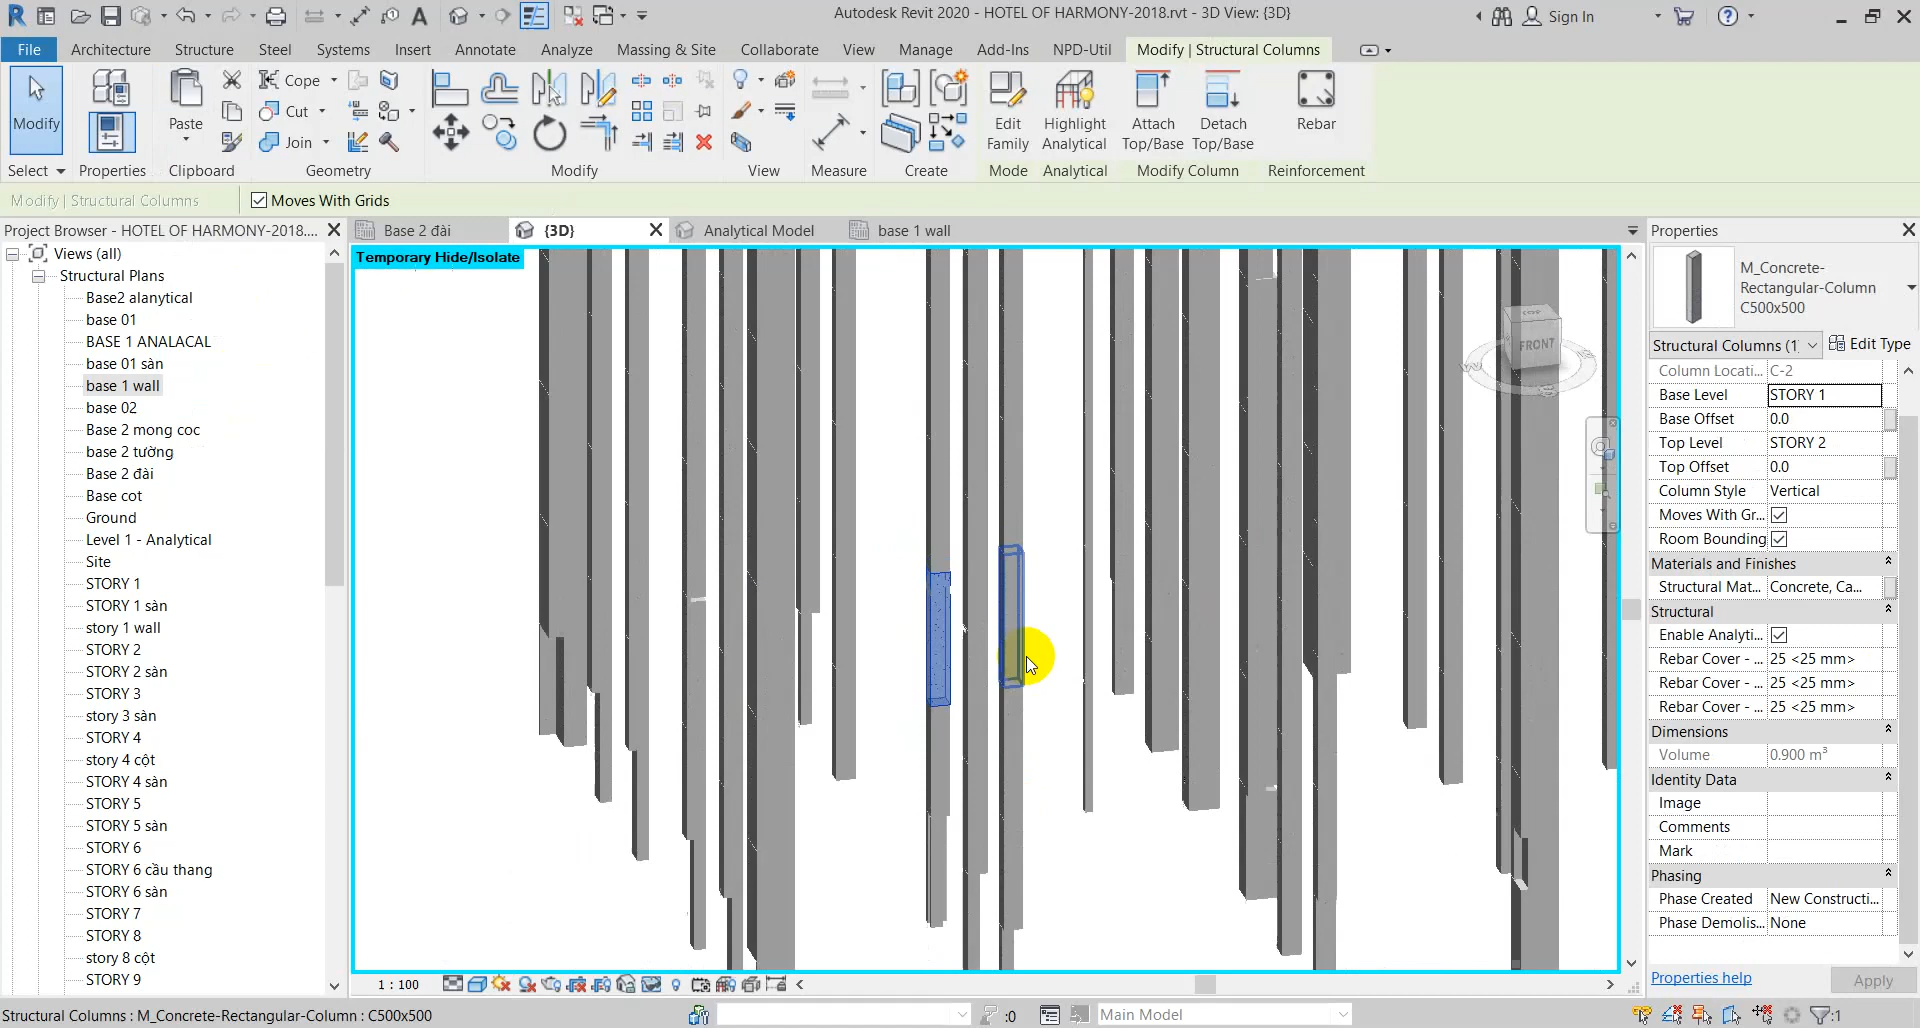 Autodesk Revit 2020 - HOTEL OF HARMONY-2018.rvt - 3D View: {3D}
Sign In
File
Architecture
Structure
Steel
Systems
Insert
Annotate
Analyze
Massing & Site
Collaborate
View
Manage
Add-Ins
NPD-Util
Modify | Structural Columns
Modify
Paste
Cope
Cut
Join
Edit
Family
Highlight
Analytical
Attach
Top/Base
Detach
Top/Base
Rebar
Select
Properties
Clipboard
Geometry
Modify
View
Measure
Create
Mode
Analytical
Modify Column
Reinforcement
Modify | Structural Columns
Moves With Grids
Project Browser - HOTEL OF HARMONY-2018....
Views (all)
Structural Plans
Base2 alanytical
base 01
BASE 1 ANALACAL
base 01 sàn
base 1 wall
base 02
Base 2 mong coc
base 2 tường
Base 2 đài
Base cot
Ground
Level 1 - Analytical
Site
STORY 1
STORY 1 sàn
story 1 wall
STORY 2
STORY 2 sàn
STORY 3
story 3 sàn
STORY 4
story 4 cột
STORY 4 sàn
STORY 5
STORY 5 sàn
STORY 6
STORY 6 cầu thang
STORY 6 sàn
STORY 7
STORY 8
story 8 cột
STORY 9
Base 2 đài
{3D}
Analytical Model
base 1 wall
Temporary Hide/Isolate
TOP
FRONT
W
S
1 : 100
Properties
M_Concrete-
Rectangular-Column
C500x500
Structural Columns (1)
Edit Type
Column Locati... C-2
Base Level STORY 1
Base Offset 0.0
Top Level STORY 2
Top Offset 0.0
Column Style Vertical
Moves With Gr...
Room Bounding
Materials and Finishes
Structural Mat... Concrete, Ca...
Structural
Enable Analyti...
Rebar Cover - ... 25 <25 mm>
Rebar Cover - ... 25 <25 mm>
Rebar Cover - ... 25 <25 mm>
Dimensions
Volume 0.900 m³
Identity Data
Image
Comments
Mark
Phasing
Phase Created New Constructi...
Phase Demolis... None
Properties help
Apply
Structural Columns : M_Concrete-Rectangular-Column : C500x500
:0
Main Model
:1